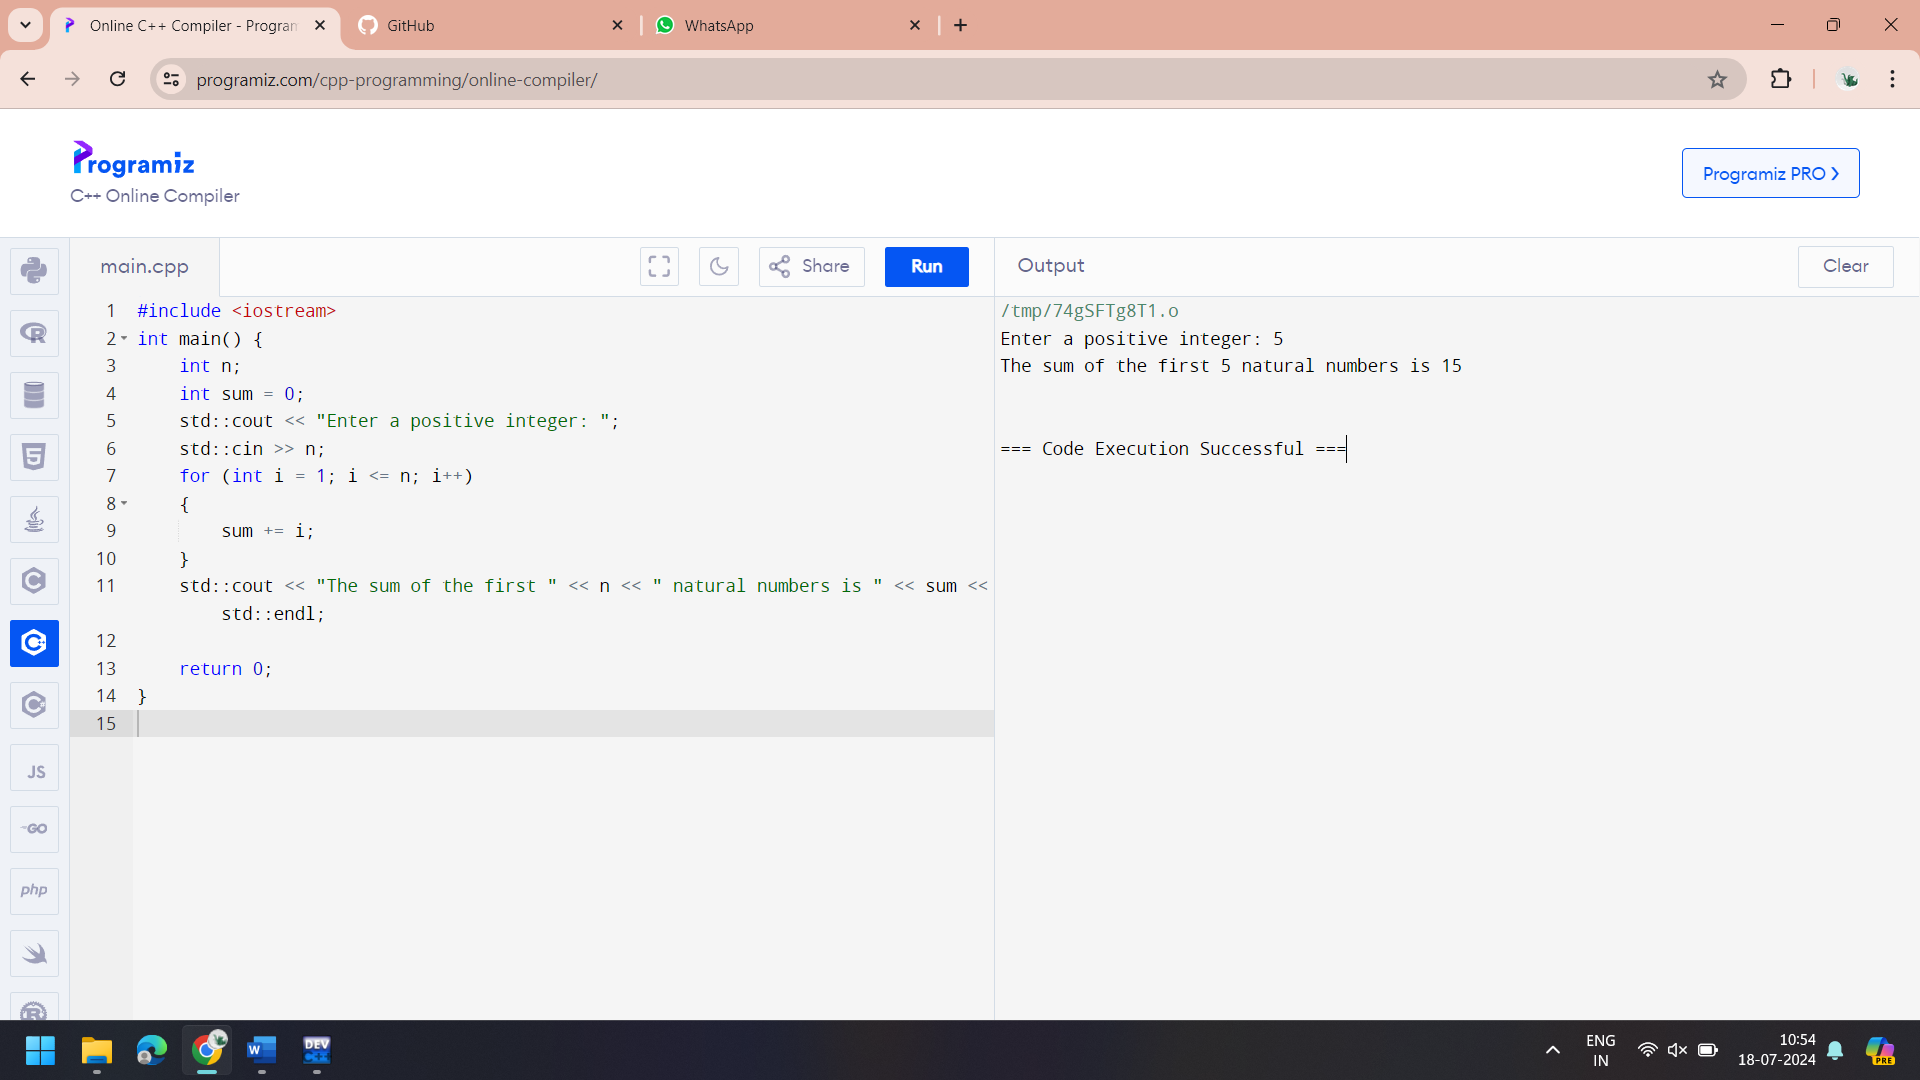 Online C++ Compiler - Program
GitHub
WhatsApp
programiz.com/cpp-programming/online-compiler/
Programiz
C++ Online Compiler
Programiz PRO ›
main.cpp
Share
Run
Output
Clear
1 #include <iostream>
2 int main() {
3 int n;
4 int sum = 0;
5 std::cout << "Enter a positive integer: ";
6 std::cin >> n;
7 for (int i = 1; i <= n; i++)
8 {
9 sum += i;
10 }
11 std::cout << "The sum of the first " << n << " natural numbers is " << sum <<
std::endl;
12
13 return 0;
14 }
15
/tmp/74gSFTg8T1.o
Enter a positive integer: 5
The sum of the first 5 natural numbers is 15
=== Code Execution Successful ===
R
5
C
C++
C#
JS
GO
php
R
W
DEV
C++
ENG
IN
10:54
18-07-2024
PRE